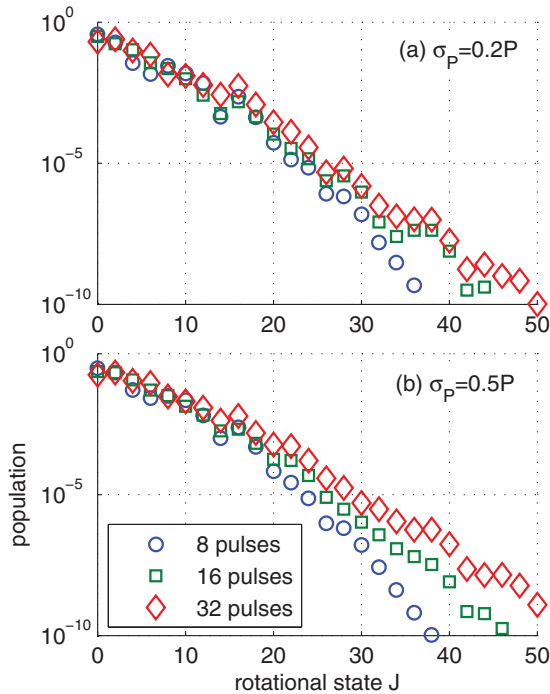 10^0
(a) σ_P=0.2P
10^-5
10^-10
0 10 20 30 40 50
10^0
(b) σ_P=0.5P
10^-5
population
8 pulses
16 pulses
32 pulses
10^-10
0 10 20 30 40 50
rotational state J